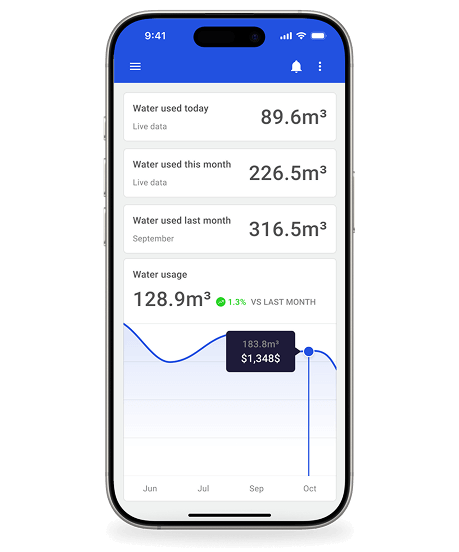 9:41
Water used today
Live data
89.6m³
Water used this month
Live data
226.5m³
Water used last month
September
316.5m³
Water usage
128.9m³ 1.3% VS LAST MONTH
183.8m³
$1,348$
Jun Jul Sep Oct